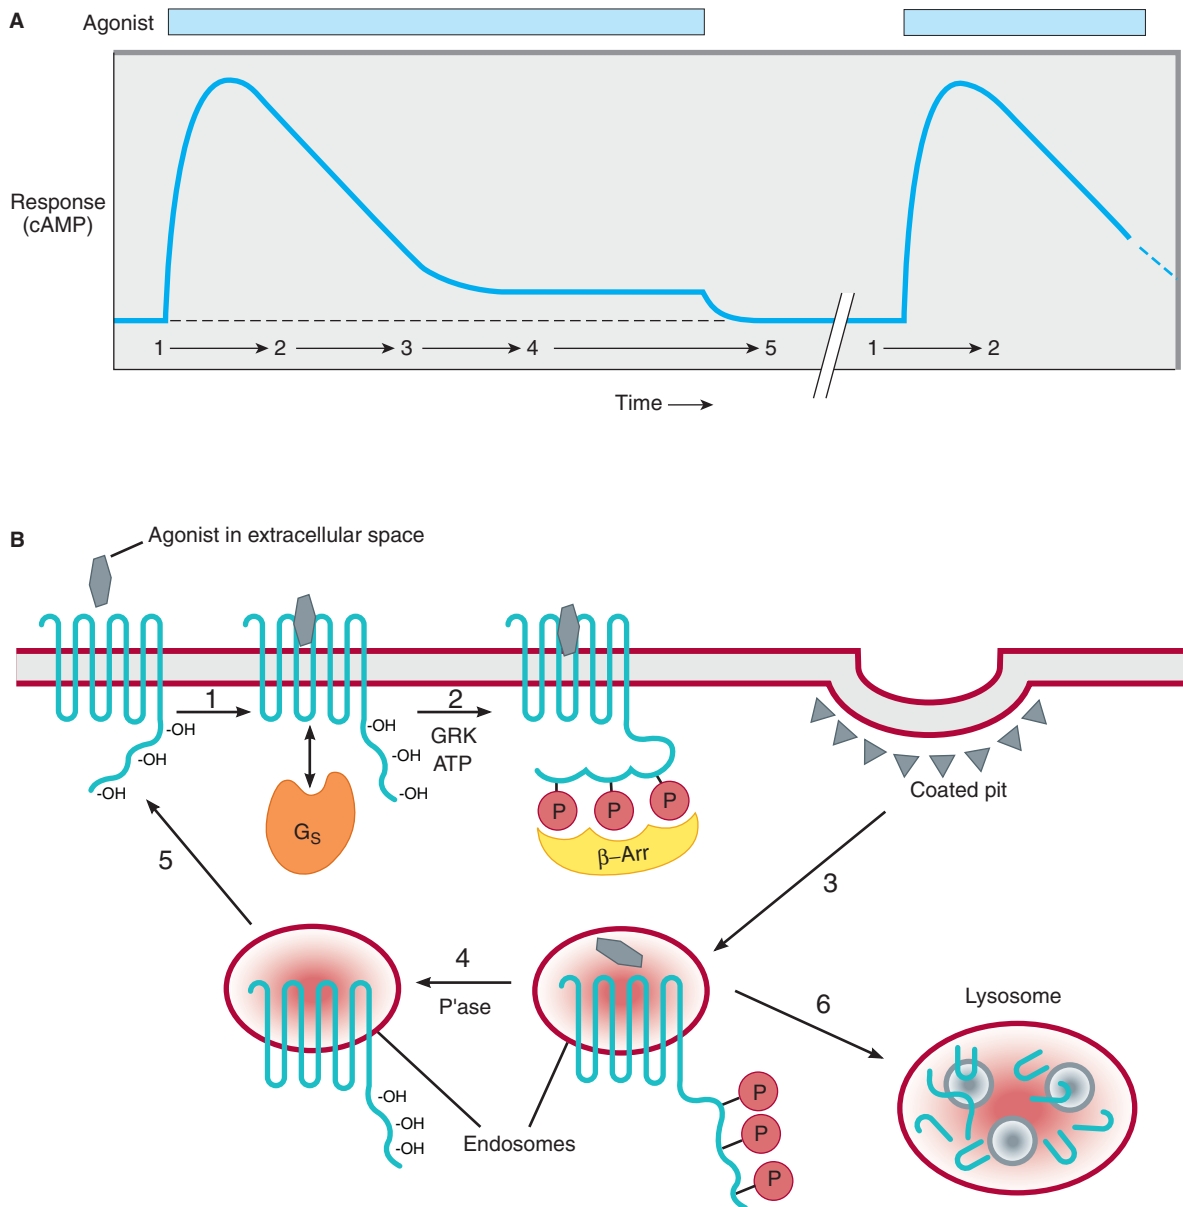 A
Agonist
Response
(cAMP)
1 2 3 4 5 1 2
Time
B
Agonist in extracellular space
1
2
-OH
-OH
-OH
-OH
-OH
-OH
GRK
ATP
GS
P P P
β–Arr
Coated pit
5
3
4
P'ase
6
Lysosome
-OH
-OH
-OH
Endosomes
P
P
P